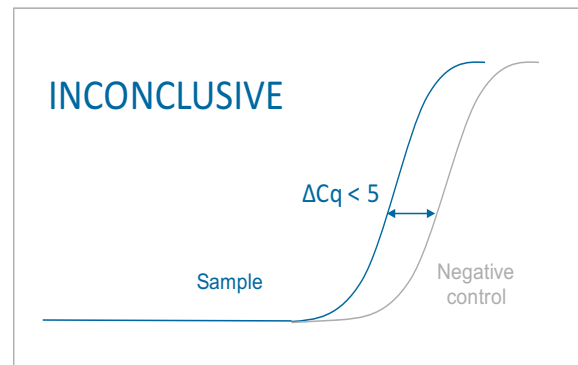 INCONCLUSIVE
ΔCq < 5
Sample
Negative
control